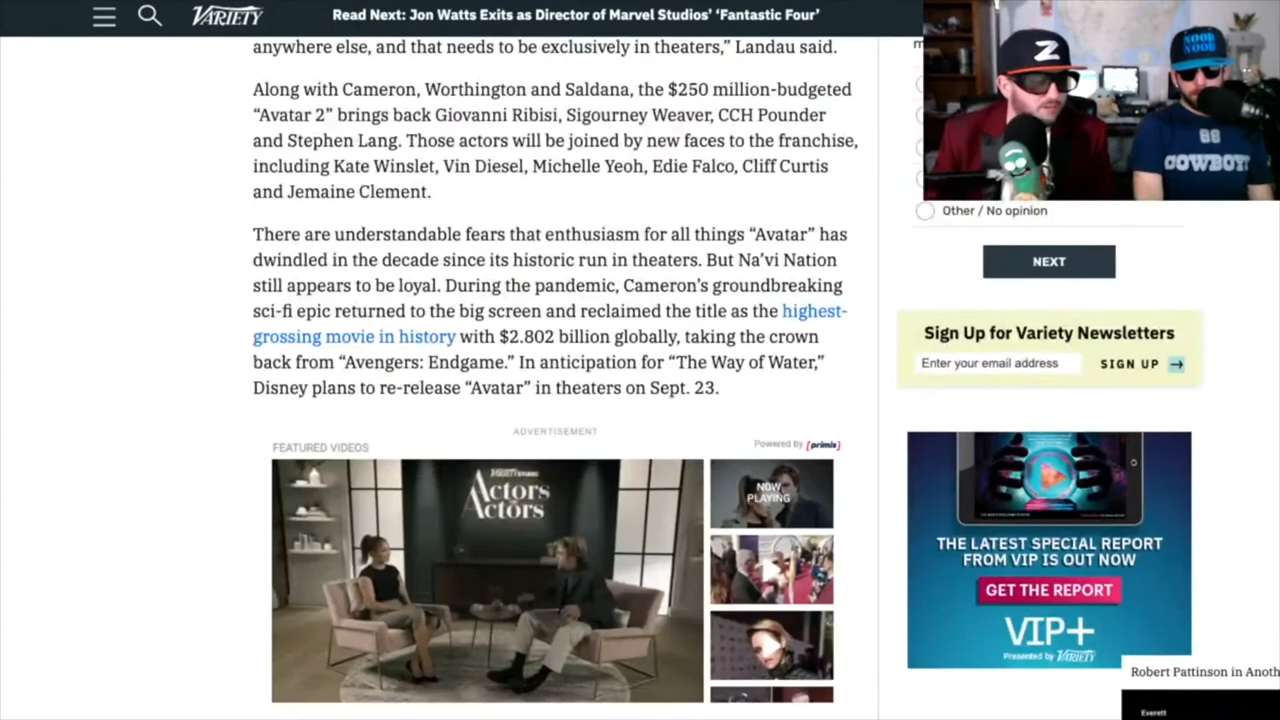 VARIETY
Read Next: Jon Watts Exits as Director of Marvel Studios’ ‘Fantastic Four’
anywhere else, and that needs to be exclusively in theaters,” Landau said.
Along with Cameron, Worthington and Saldana, the $250 million-budgeted
“Avatar 2” brings back Giovanni Ribisi, Sigourney Weaver, CCH Pounder
and Stephen Lang. Those actors will be joined by new faces to the franchise,
including Kate Winslet, Vin Diesel, Michelle Yeoh, Edie Falco, Cliff Curtis
and Jemaine Clement.
There are understandable fears that enthusiasm for all things “Avatar” has
dwindled in the decade since its historic run in theaters. But Na’vi Nation
still appears to be loyal. During the pandemic, Cameron’s groundbreaking
sci-fi epic returned to the big screen and reclaimed the title as the highest-
grossing movie in history with $2.802 billion globally, taking the crown
back from “Avengers: Endgame.” In anticipation for “The Way of Water,”
Disney plans to re-release “Avatar” in theaters on Sept. 23.
ADVERTISEMENT
FEATURED VIDEOS
Powered by [primis]
VARIETY STUDIO
Actors
Actors
NOW
PLAYING
Z
NOOB
NOOB
88
COWBOYS
Other / No opinion
NEXT
Sign Up for Variety Newsletters
Enter your email address
SIGN UP
THE LATEST SPECIAL REPORT
FROM VIP IS OUT NOW
GET THE REPORT
VIP+
Presented by VARIETY
Robert Pattinson in Anoth
Everett